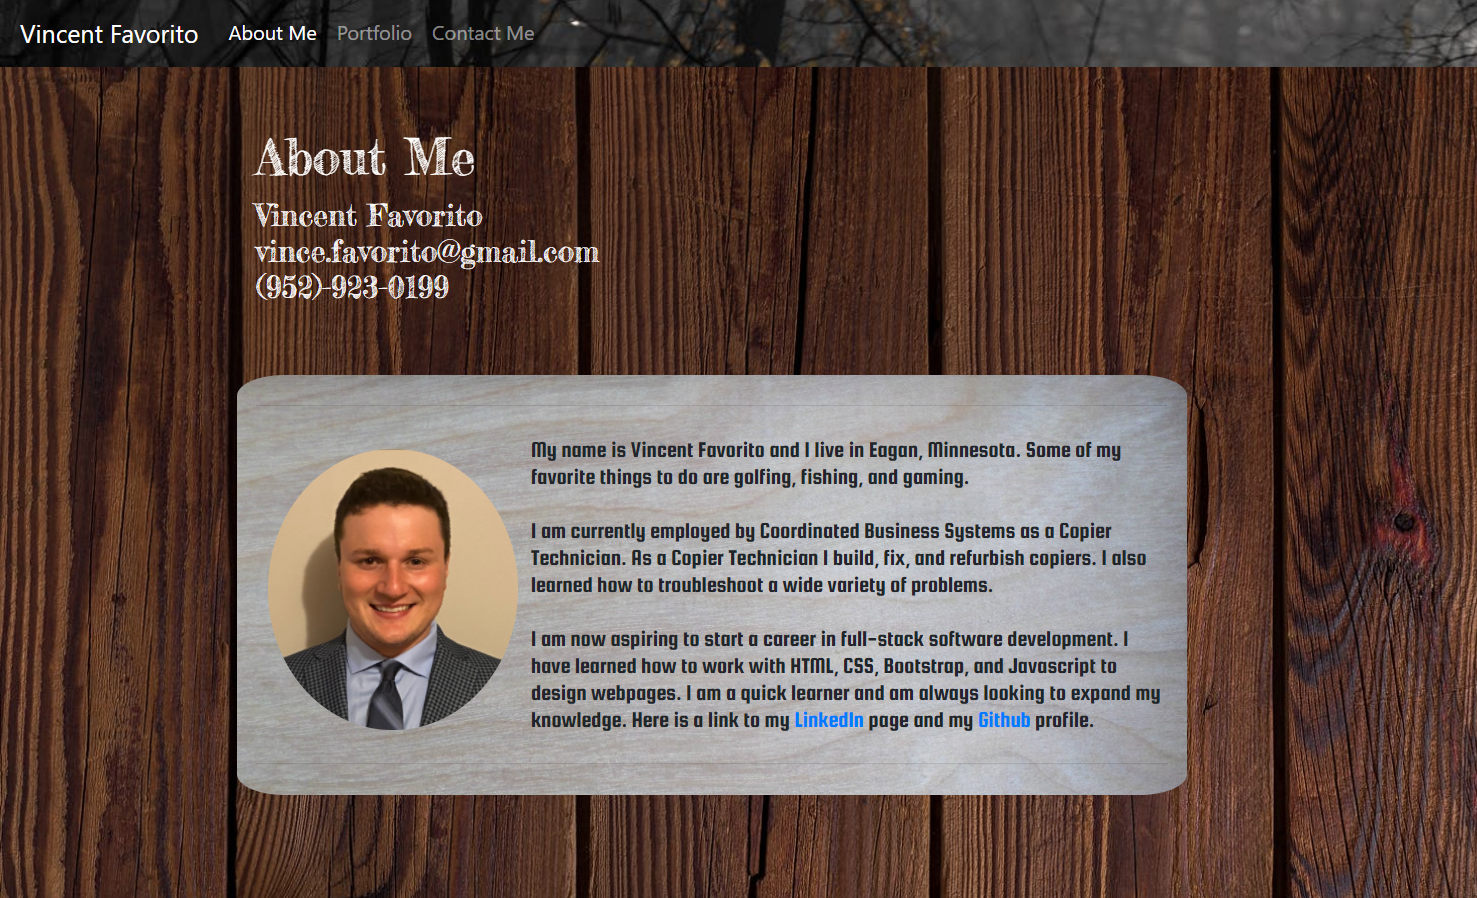 Vincent Favorito About Me Portfolio Contact Me
About Me
Vincent Favorito
vince.favorito@gmail.com
(952)-923-0199
My name is Vincent Favorito and I live in Eagan, Minnesota. Some of my
favorite things to do are golfing, fishing, and gaming.
I am currently employed by Coordinated Business Systems as a Copier
Technician. As a Copier Technician I build, fix, and refurbish copiers. I also
learned how to troubleshoot a wide variety of problems.
I am now aspiring to start a career in full-stack software development. I
have learned how to work with HTML, CSS, Bootstrap, and Javascript to
design webpages. I am a quick learner and am always looking to expand my
knowledge. Here is a link to my LinkedIn page and my Github profile.